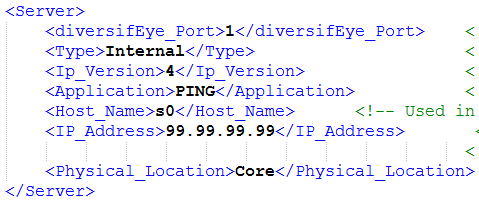 <Server>
<diversifEye_Port>1</diversifEye_Port> <
<Type>Internal</Type> <
<Ip_Version>4</Ip_Version> <
<Application>PING</Application> <
<Host_Name>s0</Host_Name> <!-- Used in
<IP_Address>99.99.99.99</IP_Address> <
<
<Physical_Location>Core</Physical_Location>
</Server>